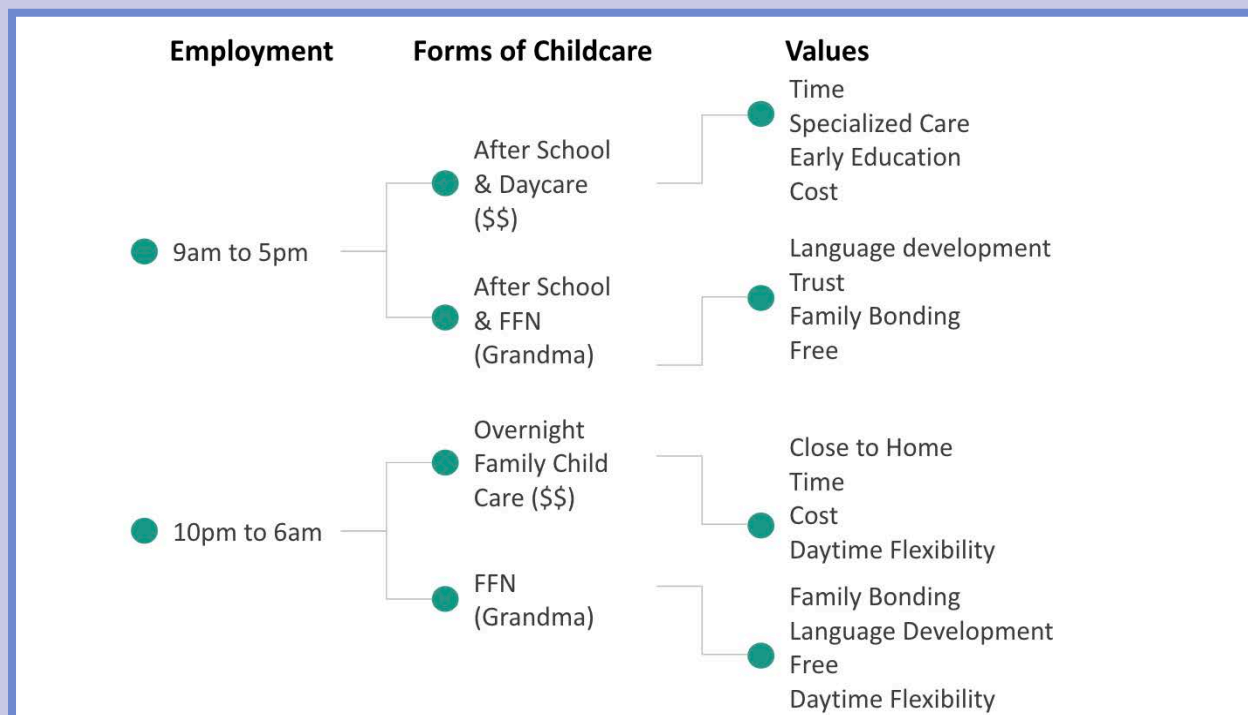 Employment
Forms of Childcare
Values
9am to 5pm
After School
& Daycare
($$)
Time
Specialized Care
Early Education
Cost
After School
& FFN
(Grandma)
Language development
Trust
Family Bonding
Free
10pm to 6am
Overnight
Family Child
Care ($$)
Close to Home
Time
Cost
Daytime Flexibility
FFN
(Grandma)
Family Bonding
Language Development
Free
Daytime Flexibility